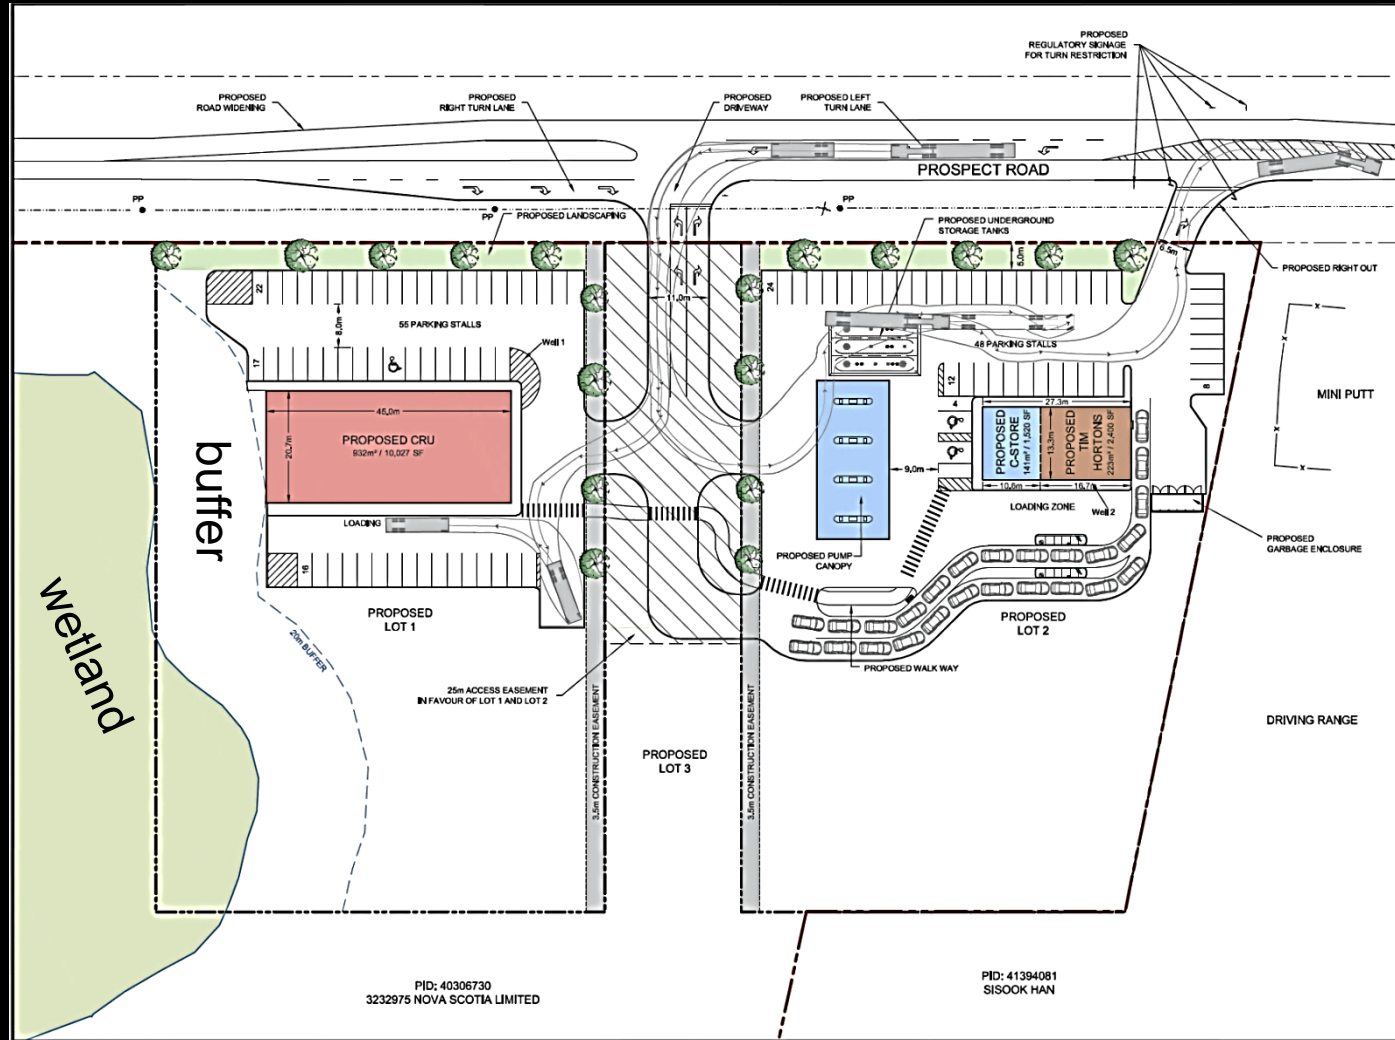 PROPOSED
REGULATORY SIGNAGE
FOR TURN RESTRICTION
PROPOSED
ROAD WIDENING
PROPOSED
RIGHT TURN LANE
PROPOSED
DRIVEWAY
PROPOSED LEFT
TURN LANE
PROSPECT ROAD
PP
PP
PP
PROPOSED LANDSCAPING
PROPOSED UNDERGROUND
STORAGE TANKS
5.0m
6.5m
PROPOSED RIGHT OUT
22
24
11.0m
8.0m
55 PARKING STALLS
48 PARKING STALLS
Well 1
17
12
8
MINI PUTT
45.0m
20.7m
PROPOSED CRU
932m² / 10,027 SF
27.3m
4
PROPOSED
C-STORE
141m² / 1,520 SF
13.3m
PROPOSED
TIM
HORTONS
223m² / 2,400 SF
9.0m
10.6m
16.7m
LOADING ZONE
Well 2
buffer
LOADING
PROPOSED
GARBAGE ENCLOSURE
PROPOSED PUMP
CANOPY
16
wetland
PROPOSED
LOT 1
PROPOSED
LOT 2
20m BUFFER
PROPOSED WALK WAY
25m ACCESS EASEMENT
IN FAVOUR OF LOT 1 AND LOT 2
3.5m CONSTRUCTION EASEMENT
PROPOSED
LOT 3
3.5m CONSTRUCTION EASEMENT
DRIVING RANGE
PID: 40306730
3232975 NOVA SCOTIA LIMITED
PID: 41394081
SISOOK HAN